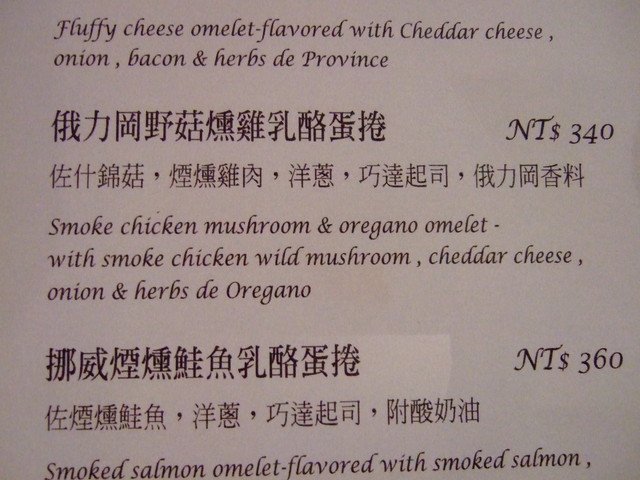 Fluffy cheese omelet-flavored with Cheddar cheese ,
onion , bacon & herbs de Province
俄力岡野菇燻雞乳酪蛋捲 NT$ 340
佐什錦菇，煙燻雞肉，洋蔥，巧達起司，俄力岡香料
Smoke chicken mushroom & oregano omelet -
with smoke chicken wild mushroom , cheddar cheese ,
onion & herbs de Oregano
挪威煙燻鮭魚乳酪蛋捲 NT$ 360
佐煙燻鮭魚，洋蔥，巧達起司，附酸奶油
Smoked salmon omelet-flavored with smoked salmon ,